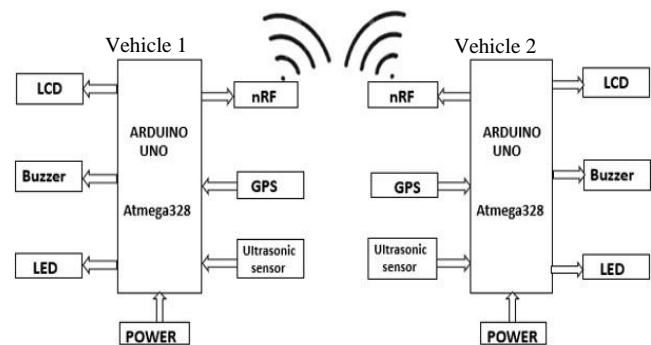 Vehicle 1
LCD
Buzzer
LED
ARDUINO
UNO
Atmega328
nRF
GPS
Ultrasonic
sensor
POWER
Vehicle 2
nRF
GPS
Ultrasonic
sensor
ARDUINO
UNO
Atmega328
LCD
Buzzer
LED
POWER